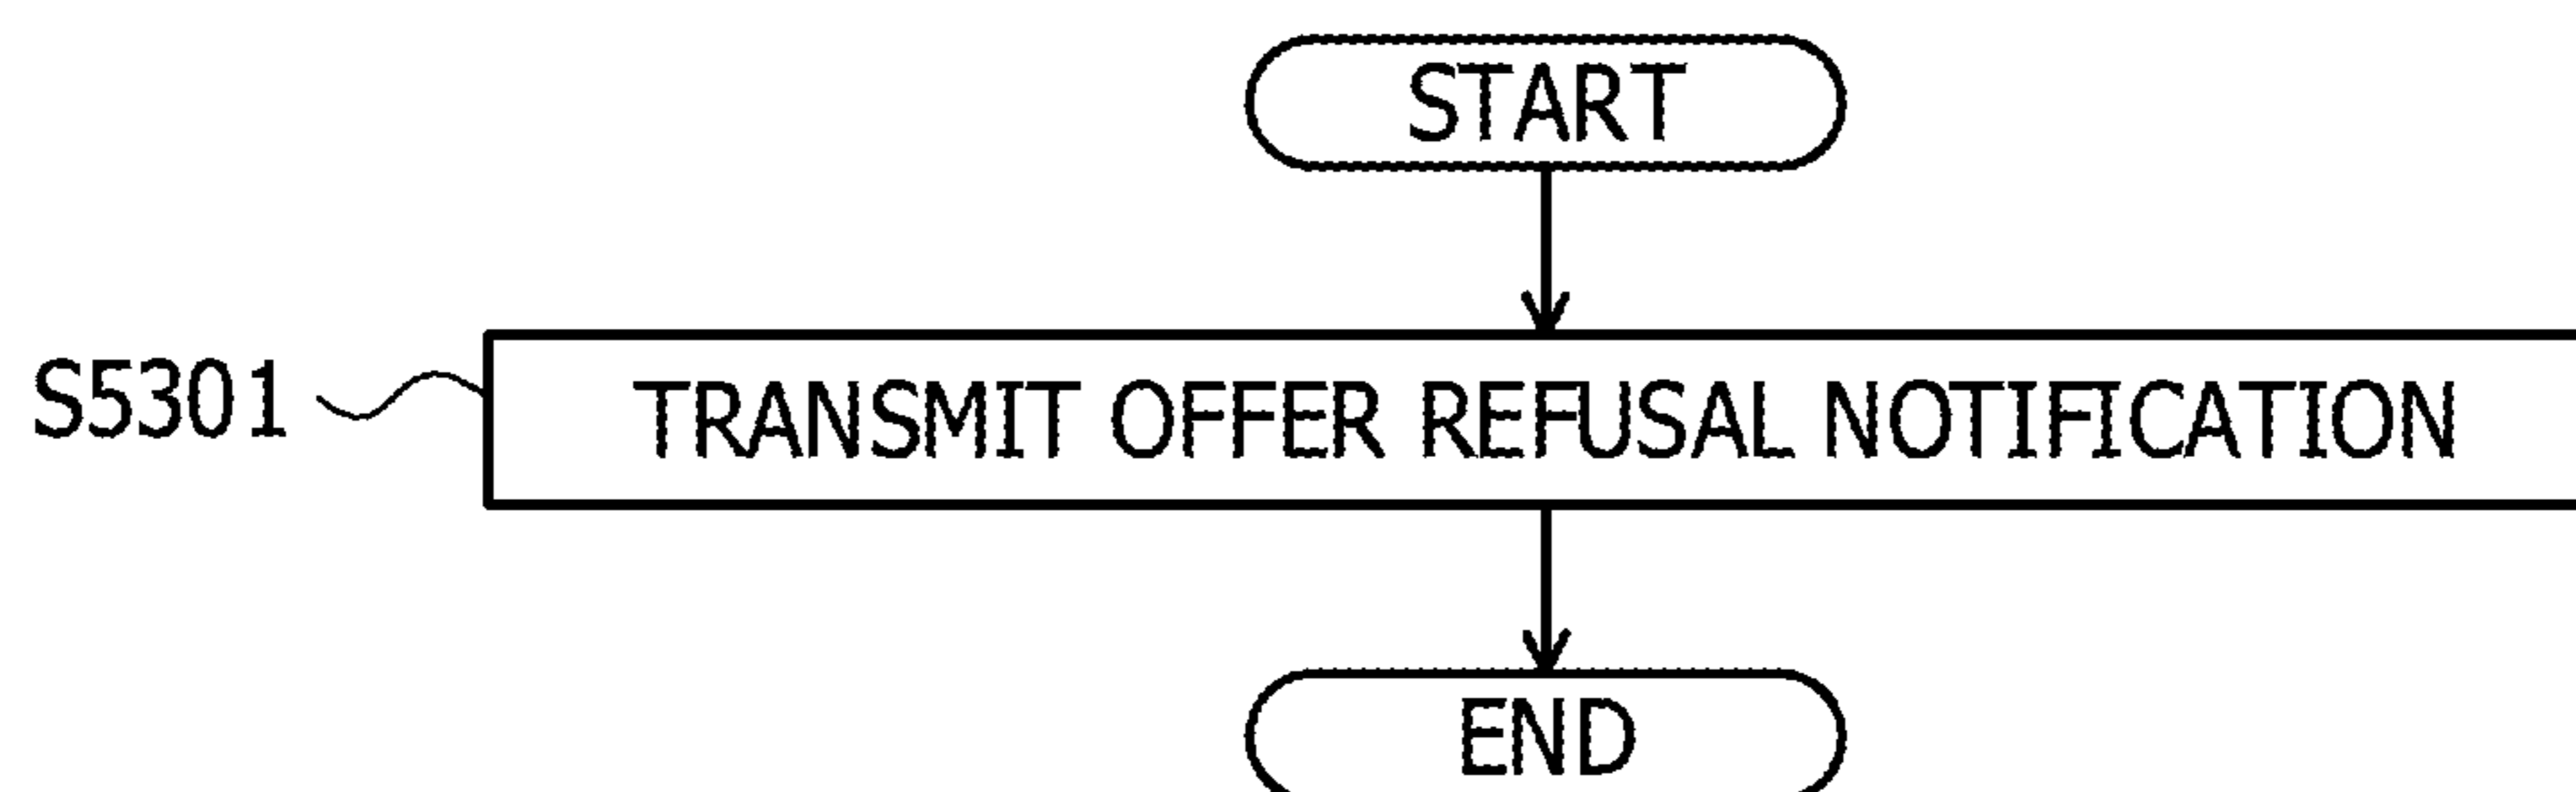 START
S5301
TRANSMIT OFFER REFUSAL NOTIFICATION
END